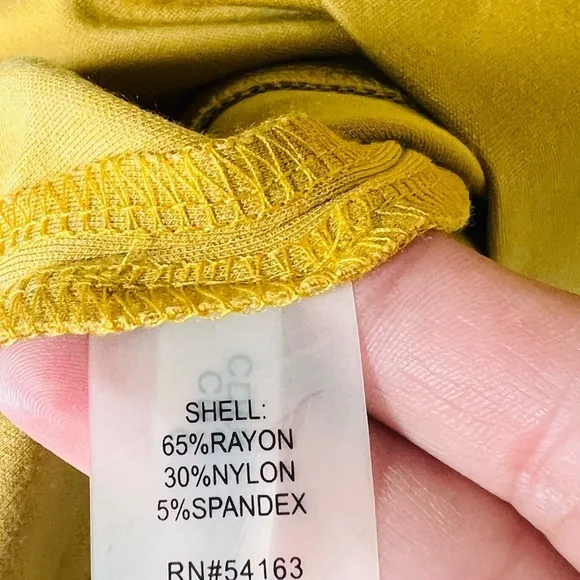 SHELL:
65%RAYON
30%NYLON
5%SPANDEX
RN#54163